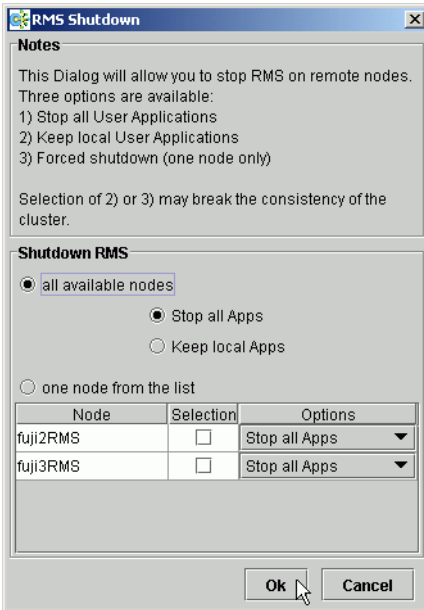 RMS Shutdown
Notes
This Dialog will allow you to stop RMS on remote nodes.
Three options are available:
1) Stop all User Applications
2) Keep local User Applications
3) Forced shutdown (one node only)
Selection of 2) or 3) may break the consistency of the
cluster.
Shutdown RMS
all available nodes
Stop all Apps
Keep local Apps
one node from the list
Node Selection Options
fuji2RMS Stop all Apps
fuji3RMS Stop all Apps
Ok Cancel